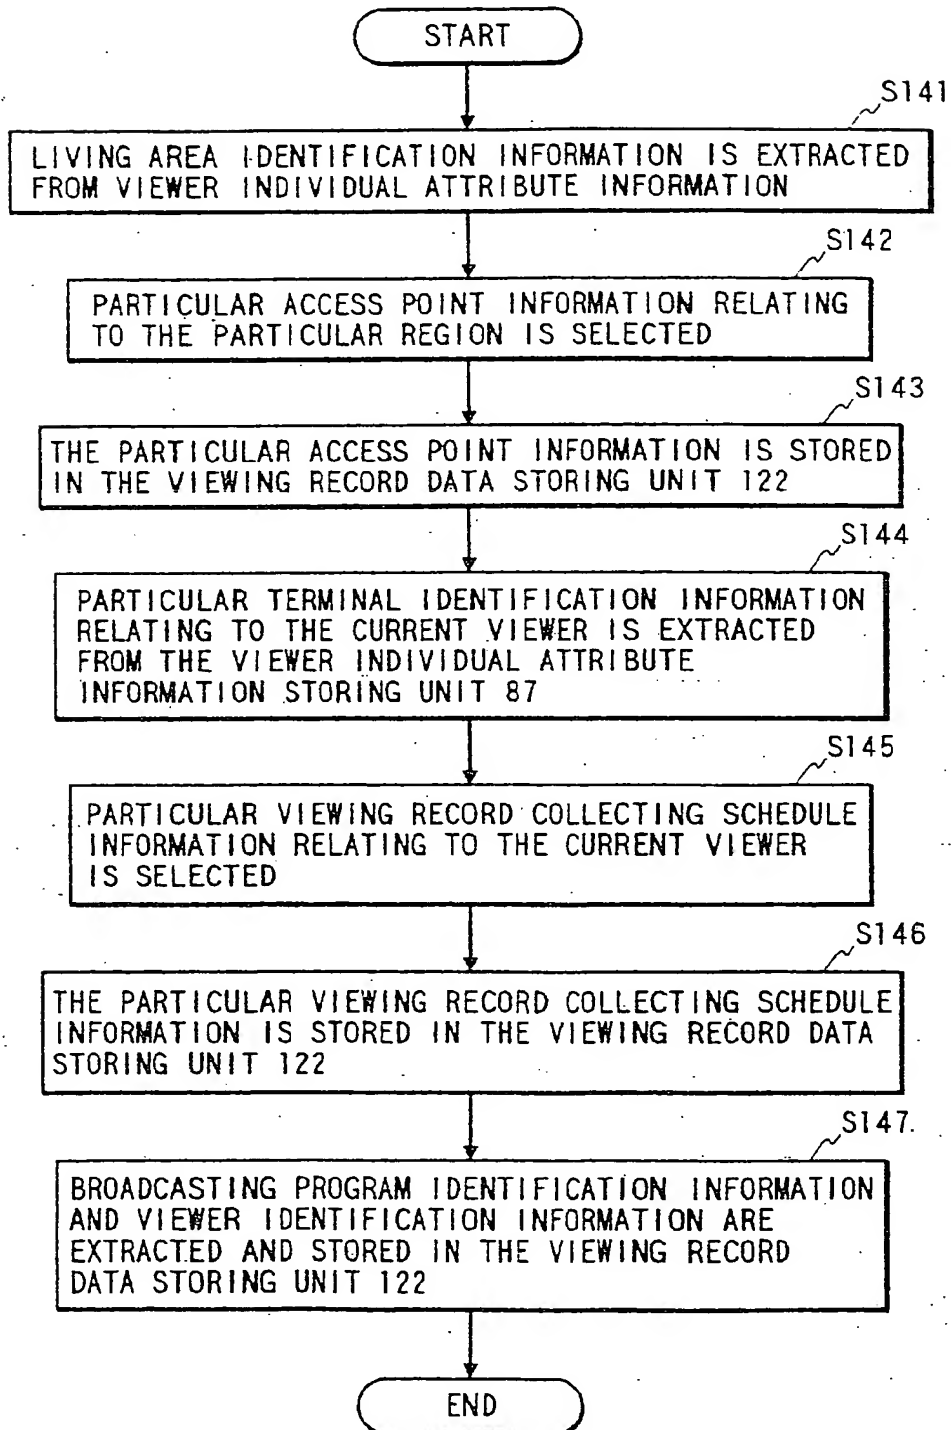 START
S141
LIVING AREA IDENTIFICATION INFORMATION IS EXTRACTED
FROM VIEWER INDIVIDUAL ATTRIBUTE INFORMATION
S142
PARTICULAR ACCESS POINT INFORMATION RELATING
TO THE PARTICULAR REGION IS SELECTED
S143
THE PARTICULAR ACCESS POINT INFORMATION IS STORED
IN THE VIEWING RECORD DATA STORING UNIT 122
S144
PARTICULAR TERMINAL IDENTIFICATION INFORMATION
RELATING TO THE CURRENT VIEWER IS EXTRACTED
FROM THE VIEWER INDIVIDUAL ATTRIBUTE
INFORMATION STORING UNIT 87
S145
PARTICULAR VIEWING RECORD COLLECTING SCHEDULE
INFORMATION RELATING TO THE CURRENT VIEWER
IS SELECTED
S146
THE PARTICULAR VIEWING RECORD COLLECTING SCHEDULE
INFORMATION IS STORED IN THE VIEWING RECORD DATA
STORING UNIT 122
S147
BROADCASTING PROGRAM IDENTIFICATION INFORMATION
AND VIEWER IDENTIFICATION INFORMATION ARE
EXTRACTED AND STORED IN THE VIEWING RECORD
DATA STORING UNIT 122
END